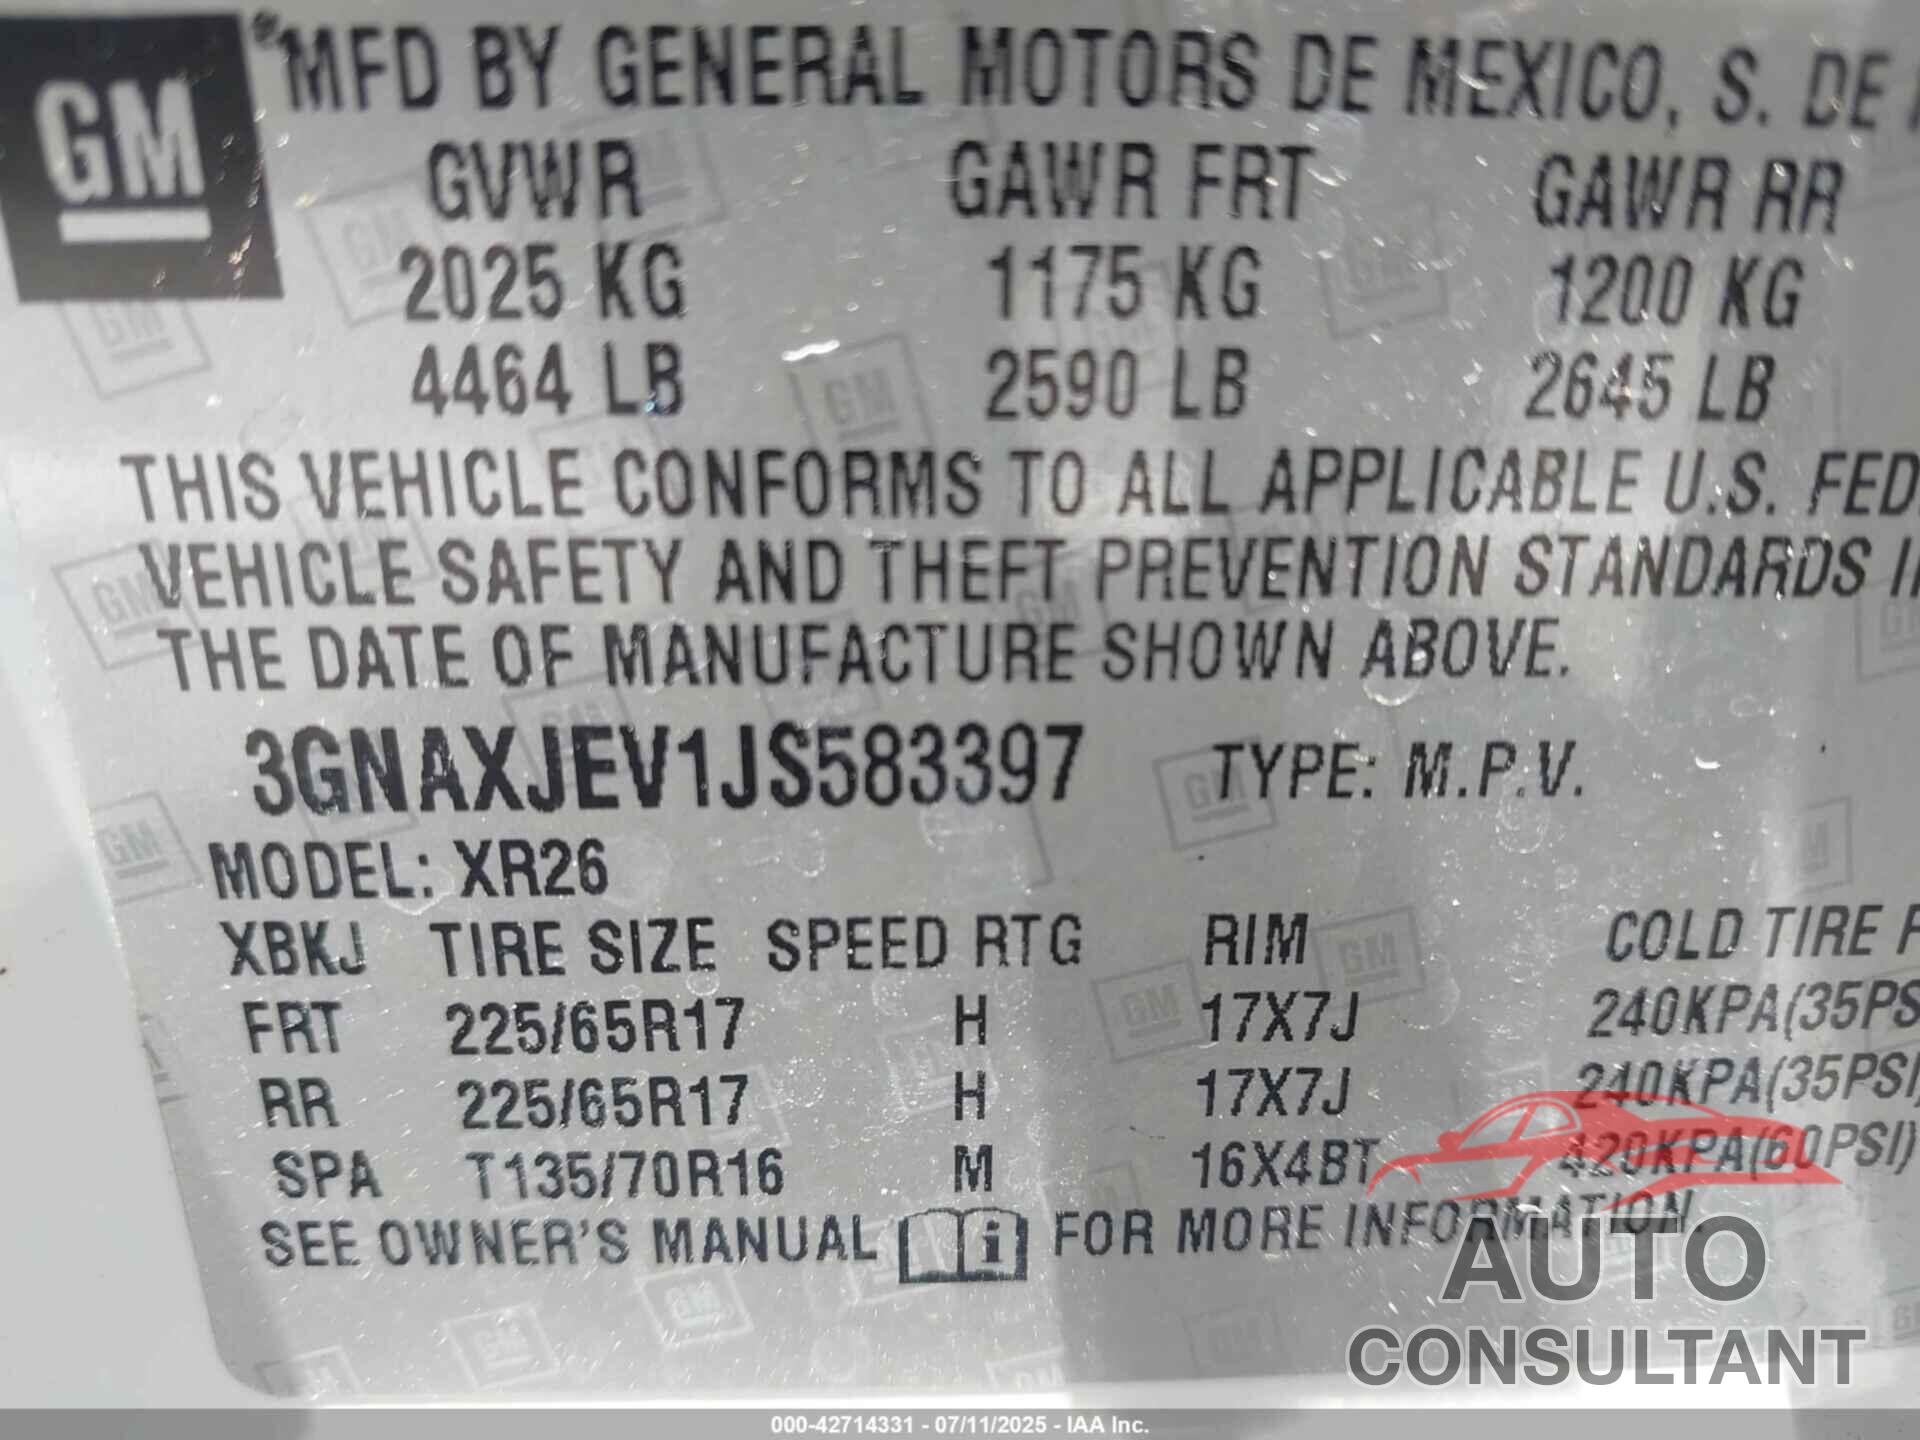 GM
®MFD BY GENERAL MOTORS DE MEXICO, S. DE
GVWR GAWR FRT GAWR RR
2025 KG 1175 KG 1200 KG
4464 LB 2590 LB 2645 LB
THIS VEHICLE CONFORMS TO ALL APPLICABLE U.S. FED
VEHICLE SAFETY AND THEFT PREVENTION STANDARDS I
THE DATE OF MANUFACTURE SHOWN ABOVE.
3GNAXJEV1JS583397 TYPE: M.P.V.
MODEL: XR26
XBKJ TIRE SIZE SPEED RTG RIM COLD TIRE P
FRT 225/65R17 H 17X7J 240KPA(35PS
RR 225/65R17 H 17X7J 240KPA(35PSI)
SPA T135/70R16 M 16X4BT 420KPA(60PSI)
SEE OWNER'S MANUAL i FOR MORE INFORMATION
AUTO
CONSULTANT
000-42714331 - 07/11/2025 - IAA Inc.